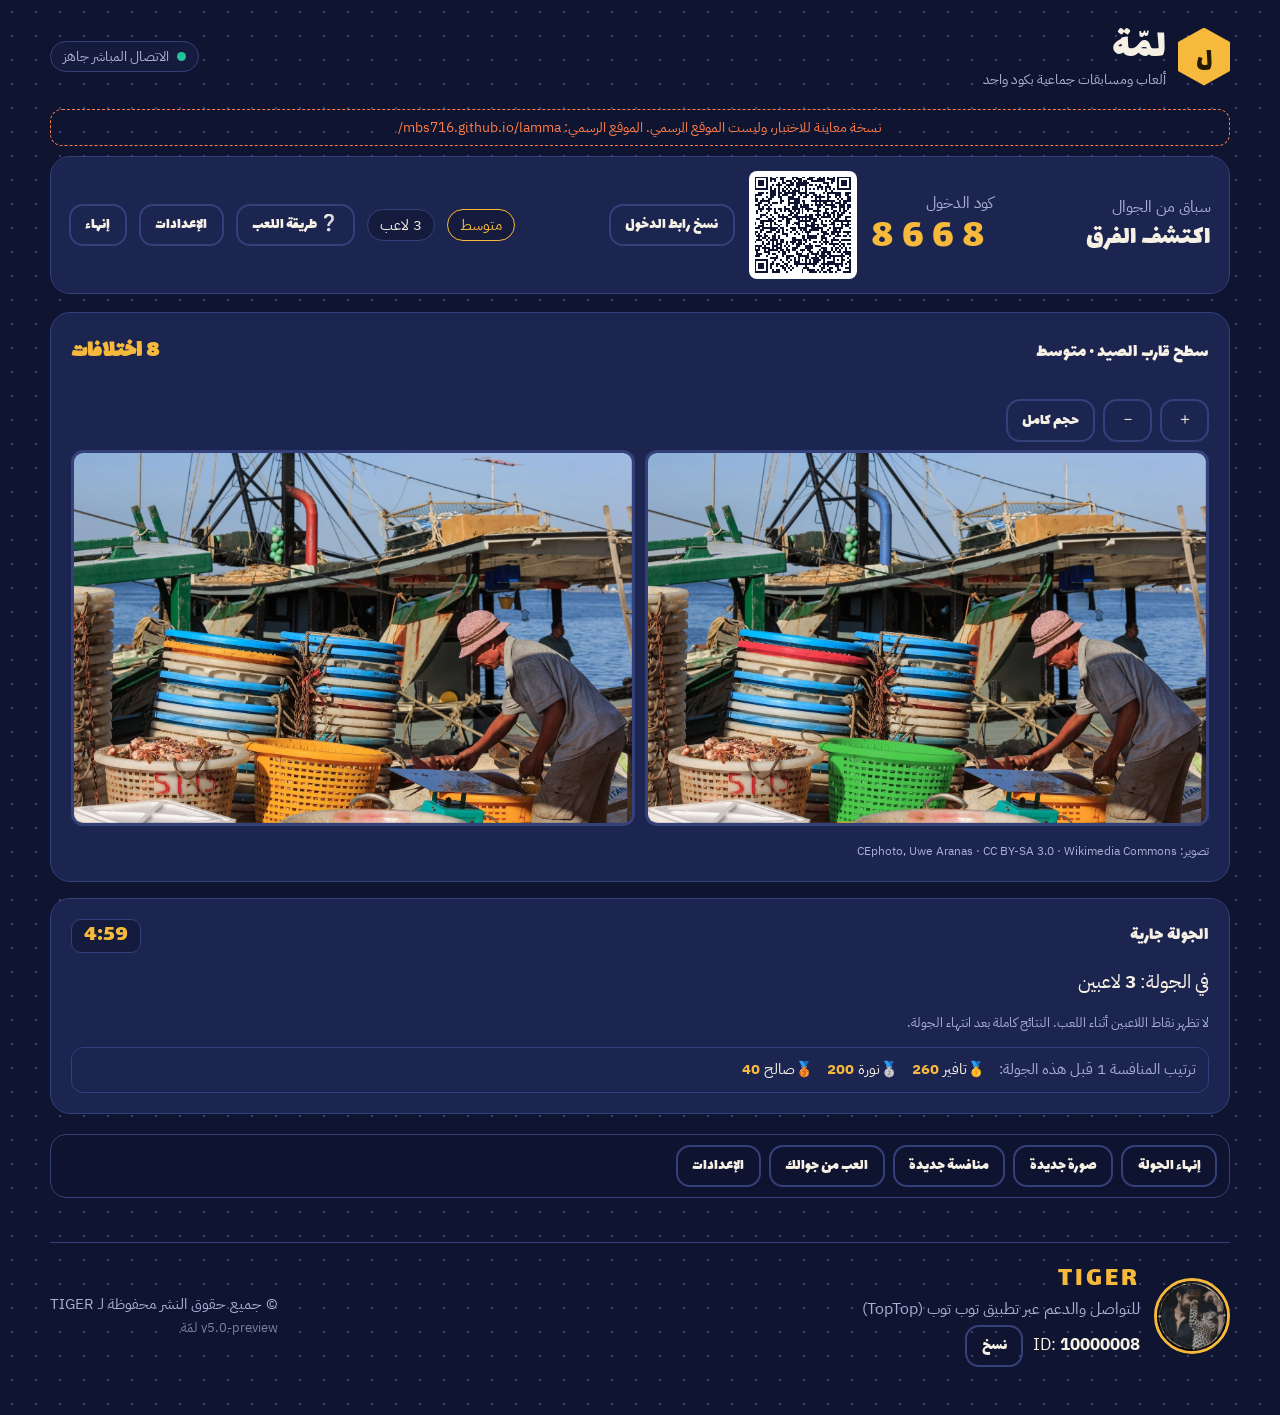 ل
لمّة
ألعاب ومسابقات جماعية بكود واحد
الاتصال المباشر جاهز
نسخة معاينة للاختبار، وليست الموقع الرسمي. الموقع الرسمي: mbs716.github.io/lamma/
سباق من الجوال
اكتشف الفرق
كود الدخول
8668
نسخ رابط الدخول
متوسط
3 لاعب
❔ طريقة اللعب
الإعدادات
إنهاء
سطح قارب الصيد · متوسط
8 اختلافات
+
−
حجم كامل
تصوير: CEphoto, Uwe Aranas · CC BY-SA 3.0 · Wikimedia Commons
الجولة جارية
4:59
في الجولة: 3 لاعبين
لا تظهر نقاط اللاعبين أثناء اللعب. النتائج كاملة بعد انتهاء الجولة.
ترتيب المنافسة 1 قبل هذه الجولة: 🥇 تافير 260 🥈 نورة 200 🥉 صالح 40
إنهاء الجولة
صورة جديدة
منافسة جديدة
العب من جوالك
الإعدادات
TIGER
للتواصل والدعم عبر تطبيق توب توب (TopTop)
ID: 10000008
نسخ
© جميع حقوق النشر محفوظة لـ TIGER
لمّة v5.0-preview